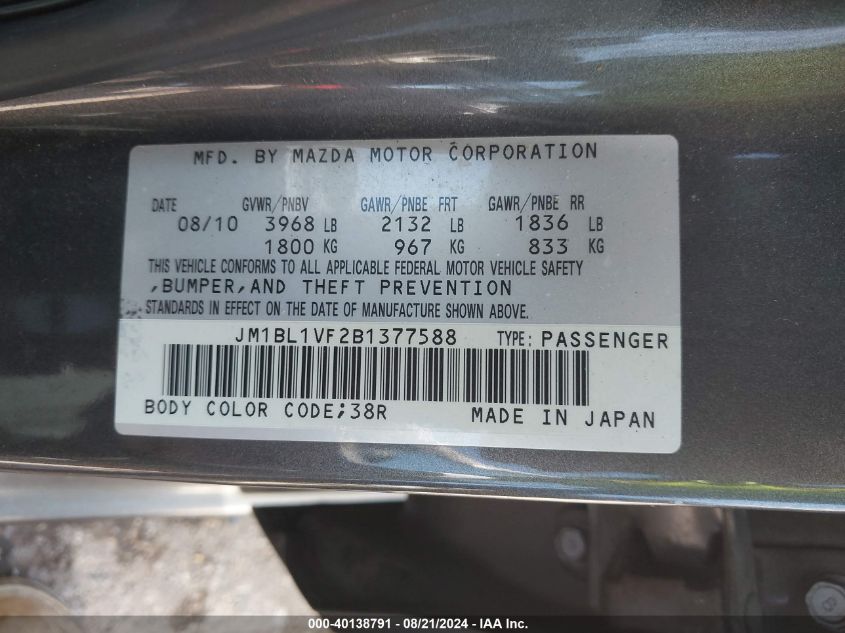 MFD. BY MAZDA MOTOR CORPORATION
DATE GVWR/PNBV GAWR/PNBE FRT GAWR/PNBE RR
08/10 3968 LB 2132 LB 1836 LB
1800 KG 967 KG 833 KG
THIS VEHICLE CONFORMS TO ALL APPLICABLE FEDERAL MOTOR VEHICLE SAFETY
,BUMPER,AND THEFT PREVENTION
STANDARDS IN EFFECT ON THE DATE OF MANUFACTURE SHOWN ABOVE.
JM1BL1VF2B1377588 TYPE: PASSENGER
BODY COLOR CODE;38R MADE IN JAPAN
000-40138791 - 08/21/2024 - IAA Inc.